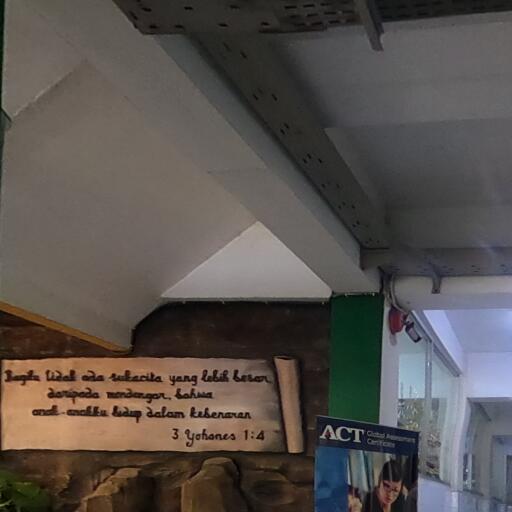 Bagiku tidak ada sukacita yang lebih besar
daripada mendengar, bahwa
anak-anakku hidup dalam kebenaran
3 Yohanes 1:4
ACT Global Assessment
Certificate